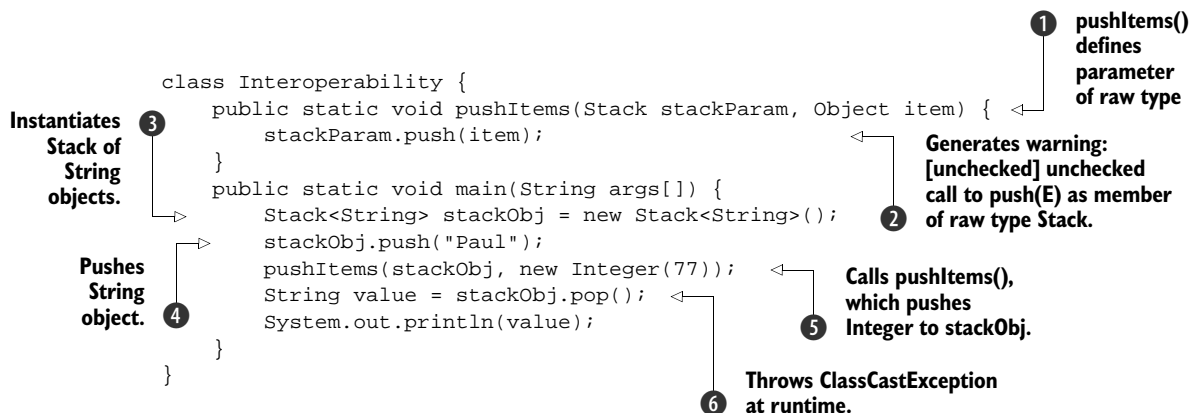 1 pushItems()
defines
parameter
of raw type
class Interoperability {
public static void pushItems(Stack stackParam, Object item) {
stackParam.push(item);
}
public static void main(String args[]) {
Stack<String> stackObj = new Stack<String>();
stackObj.push("Paul");
pushItems(stackObj, new Integer(77));
String value = stackObj.pop();
System.out.println(value);
}
}
Instantiates 3
Stack of
String
objects.
Generates warning:
[unchecked] unchecked
call to push(E) as member
2 of raw type Stack.
Pushes
String
object. 4
Calls pushItems(),
which pushes
5 Integer to stackObj.
Throws ClassCastException
6 at runtime.